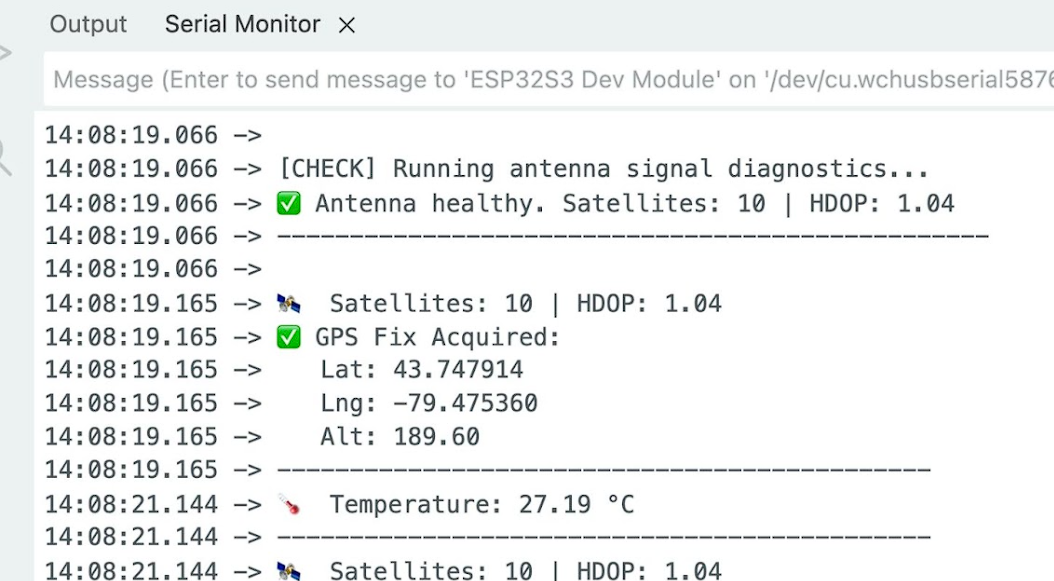 Output Serial Monitor ×
Message (Enter to send message to 'ESP32S3 Dev Module' on '/dev/cu.wchusbserial5876
14:08:19.066 ->
14:08:19.066 -> [CHECK] Running antenna signal diagnostics...
14:08:19.066 -> ✅ Antenna healthy. Satellites: 10 | HDOP: 1.04
14:08:19.066 -> -------------------------------------------------
14:08:19.066 ->
14:08:19.165 -> 🛰️ Satellites: 10 | HDOP: 1.04
14:08:19.165 -> ✅ GPS Fix Acquired:
14:08:19.165 -> Lat: 43.747914
14:08:19.165 -> Lng: -79.475360
14:08:19.165 -> Alt: 189.60
14:08:19.165 -> ---------------------------------------------
14:08:21.144 -> 🌡️ Temperature: 27.19 °C
14:08:21.144 -> ---------------------------------------------
14:08:21.144 -> 🛰️ Satellites: 10 | HDOP: 1.04